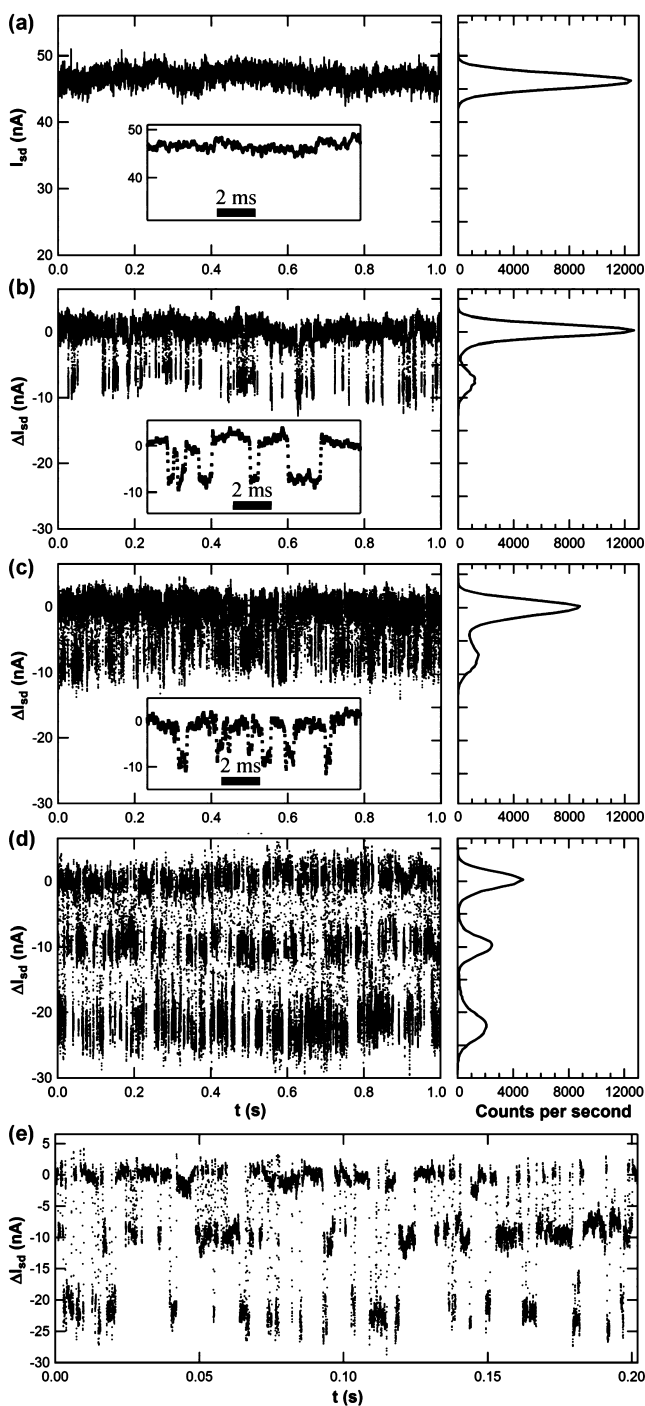 (a)
50
40
30
20
I_sd (nA)
50
40
2 ms
0.0 0.2 0.4 0.6 0.8 1.0
0 4000 8000 12000
(b)
0
-10
-20
-30
ΔI_sd (nA)
0
-10
2 ms
0.0 0.2 0.4 0.6 0.8 1.0
0 4000 8000 12000
(c)
0
-10
-20
-30
ΔI_sd (nA)
0
-10
2 ms
0.0 0.2 0.4 0.6 0.8 1.0
0 4000 8000 12000
(d)
0
-10
-20
-30
ΔI_sd (nA)
0.0 0.2 0.4 0.6 0.8 1.0
0 4000 8000 12000
t (s) Counts per second
(e)
5
0
-5
-10
-15
-20
-25
-30
ΔI_sd (nA)
0.00 0.05 0.10 0.15 0.20
t (s)